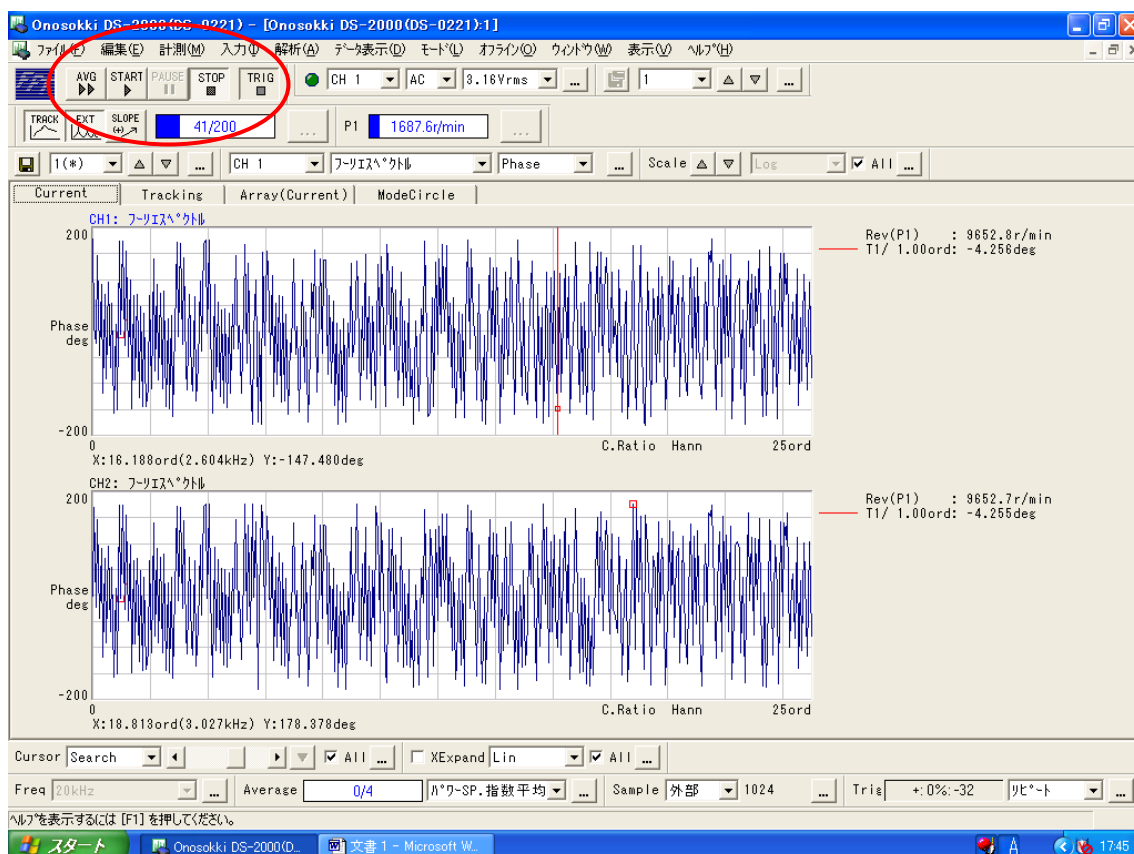 Onosokki DS-2000(DS-0221) - [Onosokki DS-2000(DS-0221):1]
ファイル(F) 編集(E) 計測(M) 入力(I) 解析(A) データ表示(D) モード(L) オフライン(O) ウィンドウ(W) 表示(V) ヘルプ(H)
AVG START PAUSE STOP TRIG CH 1 AC 3.16Vrms ... 1 ...
TRACK EXT SLOPE (+) 41/200 ... P1 1687.6r/min ...
1(*) ... CH 1 フーリエスペクトル Phase ... Scale Log All ...
Current Tracking Array(Current) ModeCircle
CH1: フーリエスペクトル
200
Rev(P1) : 9652.8r/min
T1/ 1.00ord: -4.256deg
Phase
deg
-200
0 C.Ratio Hann 25ord
X:16.188ord(2.604kHz) Y:-147.480deg
CH2: フーリエスペクトル
200
Rev(P1) : 9652.7r/min
T1/ 1.00ord: -4.255deg
Phase
deg
-200
0 C.Ratio Hann 25ord
X:18.813ord(3.027kHz) Y:178.378deg
Cursor Search All ... XExpand Lin All ...
Freq 20kHz ... Average 0/4 パワ-SP.指数平均 ... Sample 外部 1024 ... Trig +: 0%:-32 リピート ...
ヘルプを表示するには [F1] を押してください。
スタート Onosokki DS-2000(D... 文書 1 - Microsoft W... A 17:45